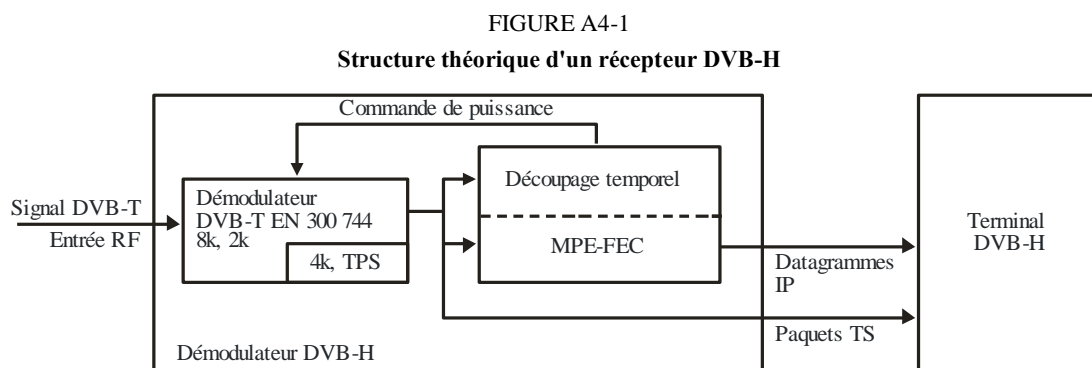 FIGURE A4-1
Structure théorique d'un récepteur DVB-H
Commande de puissance
Signal DVB-T
Entrée RF
Démodulateur
DVB-T EN 300 744
8k, 2k
4k, TPS
Découpage temporel
MPE-FEC
Datagrammes
IP
Paquets TS
Terminal
DVB-H
Démodulateur DVB-H